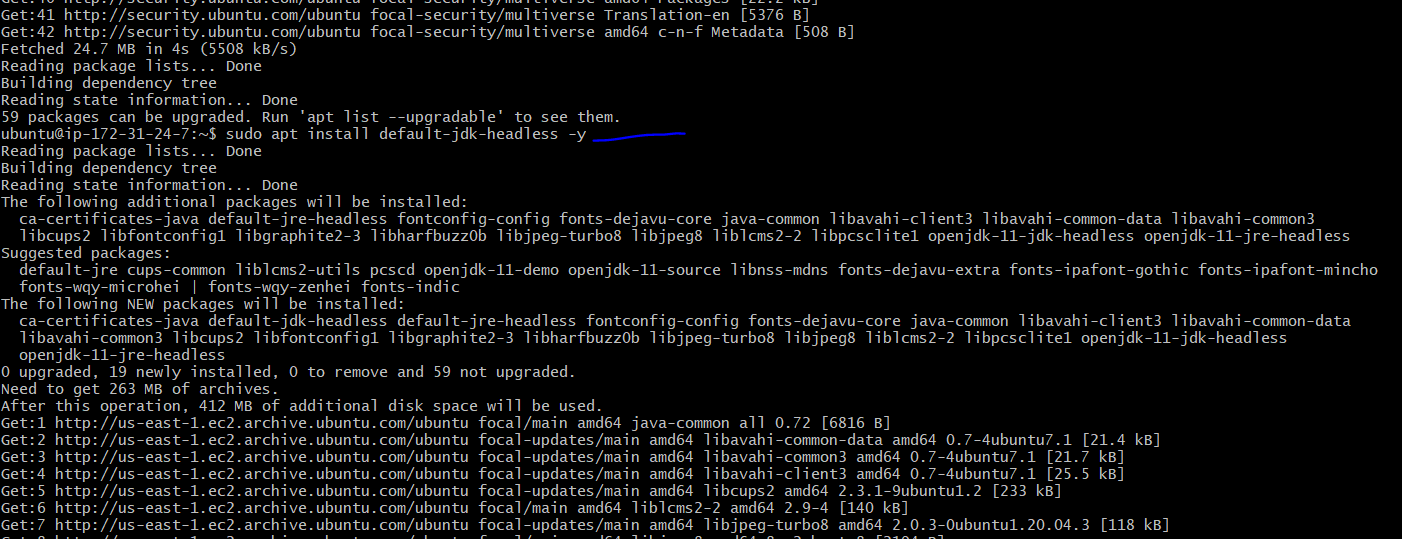 Get:41 http://security.ubuntu.com/ubuntu focal-security/multiverse Translation-en [5376 B]
Get:42 http://security.ubuntu.com/ubuntu focal-security/multiverse amd64 c-n-f Metadata [508 B]
Fetched 24.7 MB in 4s (5508 kB/s)
Reading package lists... Done
Building dependency tree
Reading state information... Done
59 packages can be upgraded. Run 'apt list --upgradable' to see them.
ubuntu@ip-172-31-24-7:~$ sudo apt install default-jdk-headless -y
Reading package lists... Done
Building dependency tree
Reading state information... Done
The following additional packages will be installed:
  ca-certificates-java default-jre-headless fontconfig-config fonts-dejavu-core java-common libavahi-client3 libavahi-common-data libavahi-common3
  libcups2 libfontconfig1 libgraphite2-3 libharfbuzz0b libjpeg-turbo8 libjpeg8 liblcms2-2 libpcsclite1 openjdk-11-jdk-headless openjdk-11-jre-headless
Suggested packages:
  default-jre cups-common liblcms2-utils pcscd openjdk-11-demo openjdk-11-source libnss-mdns fonts-dejavu-extra fonts-ipafont-gothic fonts-ipafont-mincho
  fonts-wqy-microhei | fonts-wqy-zenhei fonts-indic
The following NEW packages will be installed:
  ca-certificates-java default-jdk-headless default-jre-headless fontconfig-config fonts-dejavu-core java-common libavahi-client3 libavahi-common-data
  libavahi-common3 libcups2 libfontconfig1 libgraphite2-3 libharfbuzz0b libjpeg-turbo8 libjpeg8 liblcms2-2 libpcsclite1 openjdk-11-jdk-headless
  openjdk-11-jre-headless
0 upgraded, 19 newly installed, 0 to remove and 59 not upgraded.
Need to get 263 MB of archives.
After this operation, 412 MB of additional disk space will be used.
Get:1 http://us-east-1.ec2.archive.ubuntu.com/ubuntu focal/main amd64 java-common all 0.72 [6816 B]
Get:2 http://us-east-1.ec2.archive.ubuntu.com/ubuntu focal-updates/main amd64 libavahi-common-data amd64 0.7-4ubuntu7.1 [21.4 kB]
Get:3 http://us-east-1.ec2.archive.ubuntu.com/ubuntu focal-updates/main amd64 libavahi-common3 amd64 0.7-4ubuntu7.1 [21.7 kB]
Get:4 http://us-east-1.ec2.archive.ubuntu.com/ubuntu focal-updates/main amd64 libavahi-client3 amd64 0.7-4ubuntu7.1 [25.5 kB]
Get:5 http://us-east-1.ec2.archive.ubuntu.com/ubuntu focal-updates/main amd64 libcups2 amd64 2.3.1-9ubuntu1.2 [233 kB]
Get:6 http://us-east-1.ec2.archive.ubuntu.com/ubuntu focal/main amd64 liblcms2-2 amd64 2.9-4 [140 kB]
Get:7 http://us-east-1.ec2.archive.ubuntu.com/ubuntu focal-updates/main amd64 libjpeg-turbo8 amd64 2.0.3-0ubuntu1.20.04.3 [118 kB]